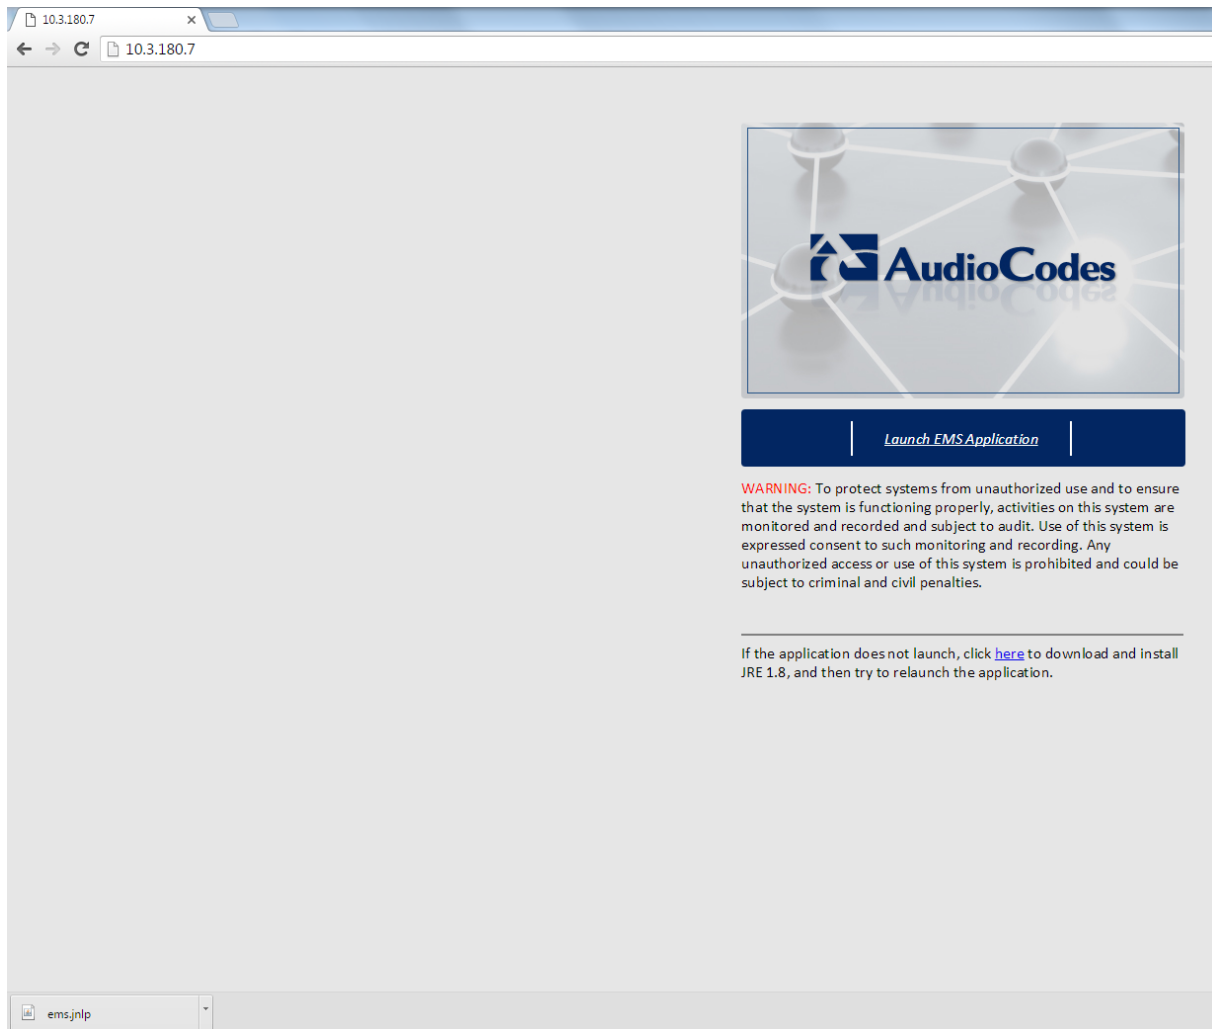 10.3.180.7
10.3.180.7
AudioCodes
Launch EMS Application
WARNING: To protect systems from unauthorized use and to ensure
that the system is functioning properly, activities on this system are
monitored and recorded and subject to audit. Use of this system is
expressed consent to such monitoring and recording. Any
unauthorized access or use of this system is prohibited and could be
subject to criminal and civil penalties.
If the application does not launch, click here to download and install
JRE 1.8, and then try to relaunch the application.
ems.jnlp